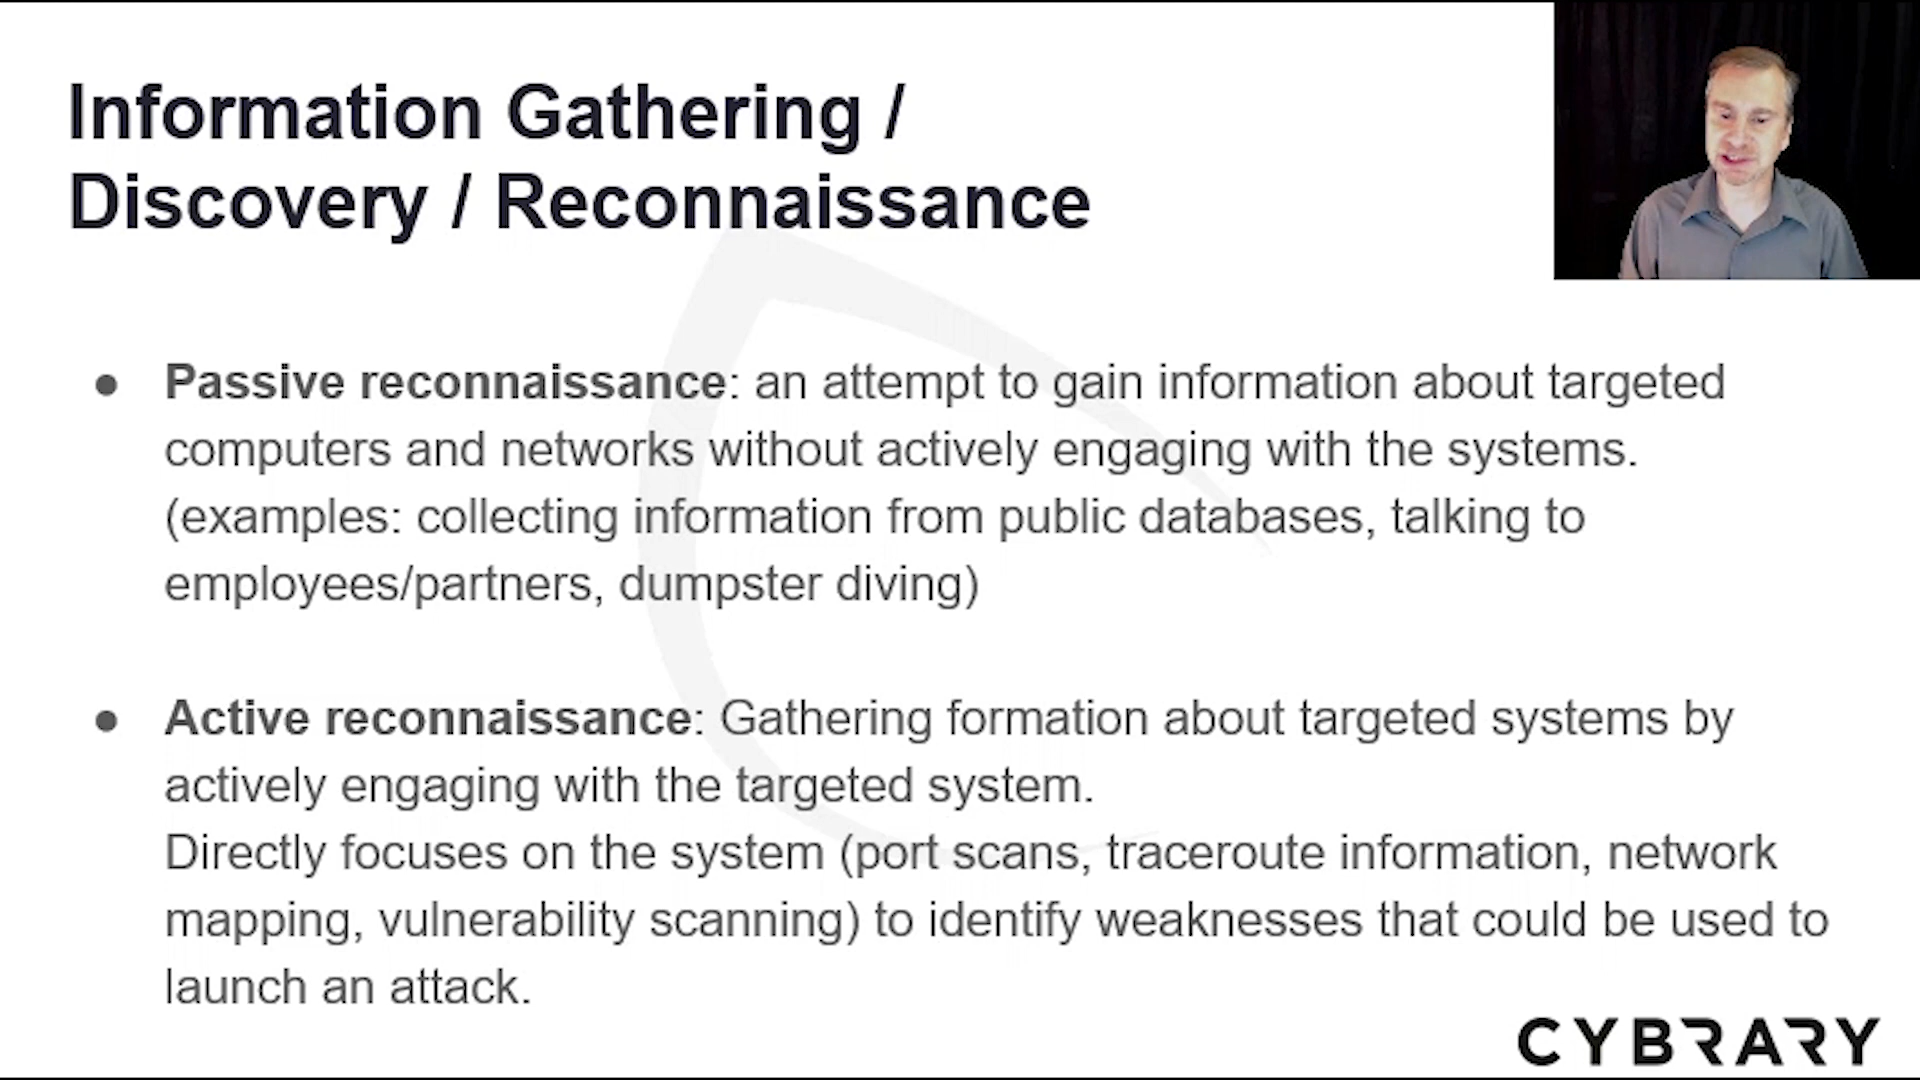 Information Gathering /
Discovery / Reconnaissance
● Passive reconnaissance: an attempt to gain information about targeted
computers and networks without actively engaging with the systems.
(examples: collecting information from public databases, talking to
employees/partners, dumpster diving)
● Active reconnaissance: Gathering formation about targeted systems by
actively engaging with the targeted system.
Directly focuses on the system (port scans, traceroute information, network
mapping, vulnerability scanning) to identify weaknesses that could be used to
launch an attack.
CYBRARY